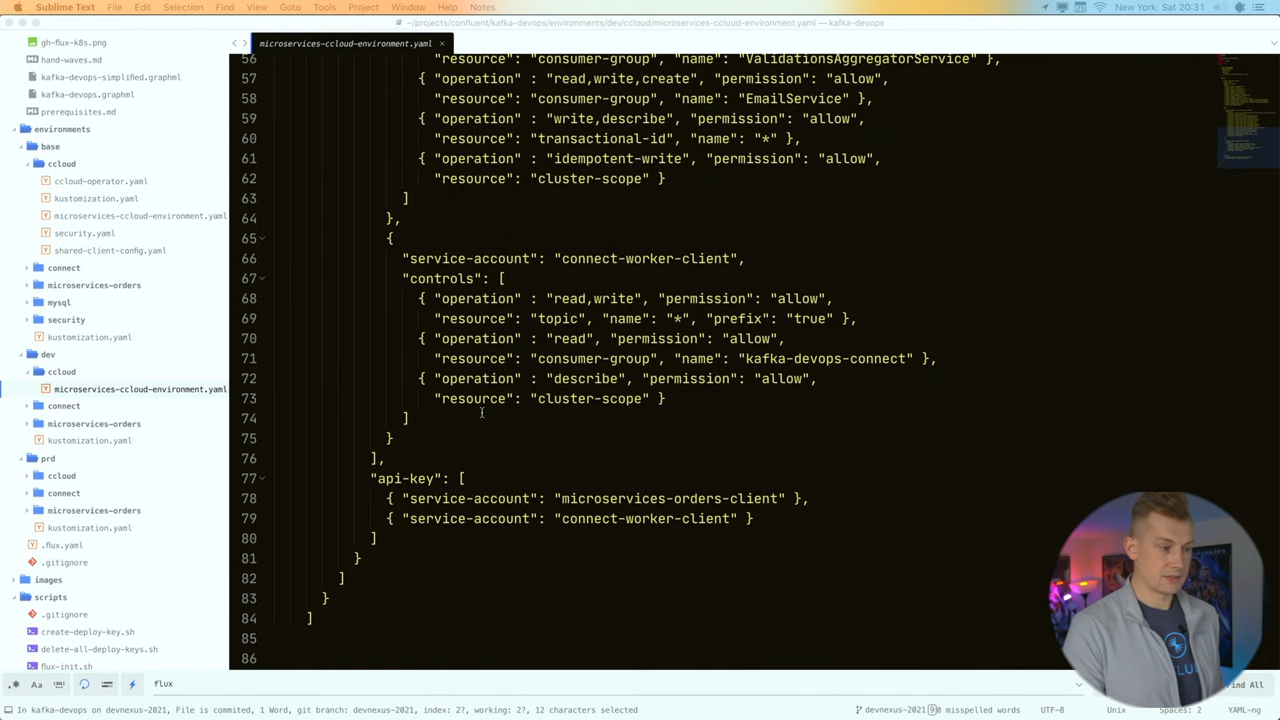 Sublime Text File Edit Selection Find View Goto Tools Project Window Help Notes
New York: Sat 20:31
~/projects/confluent/kafka-devops/environments/dev/ccloud/microservices-ccloud-environment.yaml — kafka-devops
gh-flux-k8s.png
hand-waves.md
kafka-devops-simplified.graphml
kafka-devops.graphml
prerequisites.md
environments
base
ccloud
ccloud-operator.yaml
kustomization.yaml
microservices-ccloud-environment.yaml
security.yaml
shared-client-config.yaml
connect
microservices-orders
mysql
security
kustomization.yaml
dev
ccloud
microservices-ccloud-environment.yaml
connect
microservices-orders
kustomization.yaml
prd
ccloud
connect
microservices-orders
kustomization.yaml
.flux.yaml
.gitignore
images
scripts
.gitignore
create-deploy-key.sh
delete-all-deploy-keys.sh
flux-init.sh
microservices-ccloud-environment.yaml
56 "resource": "consumer-group", "name": "ValidationsAggregatorService" },
57 { "operation" : "read,write,create", "permission": "allow",
58 "resource": "consumer-group", "name": "EmailService" },
59 { "operation" : "write,describe", "permission": "allow",
60 "resource": "transactional-id", "name": "*" },
61 { "operation" : "idempotent-write", "permission": "allow",
62 "resource": "cluster-scope" }
63 ]
64 },
65 {
66 "service-account": "connect-worker-client",
67 "controls": [
68 { "operation" : "read,write", "permission": "allow",
69 "resource": "topic", "name": "*", "prefix": "true" },
70 { "operation": "read", "permission": "allow",
71 "resource": "consumer-group", "name": "kafka-devops-connect" },
72 { "operation" : "describe", "permission": "allow",
73 "resource": "cluster-scope" }
74 ]
75 }
76 ],
77 "api-key": [
78 { "service-account": "microservices-orders-client" },
79 { "service-account": "connect-worker-client" }
80 ]
81 }
82 ]
83 }
84 ]
85
86
.* Aa flux Find All
In kafka-devops on devnexus-2021, File is commited, 1 Word, git branch: devnexus-2021, index: 2?, working: 2?, 12 characters selected
devnexus-2021 9 0 misspelled words UTF-8 Unix Spaces: 2 YAML-ng